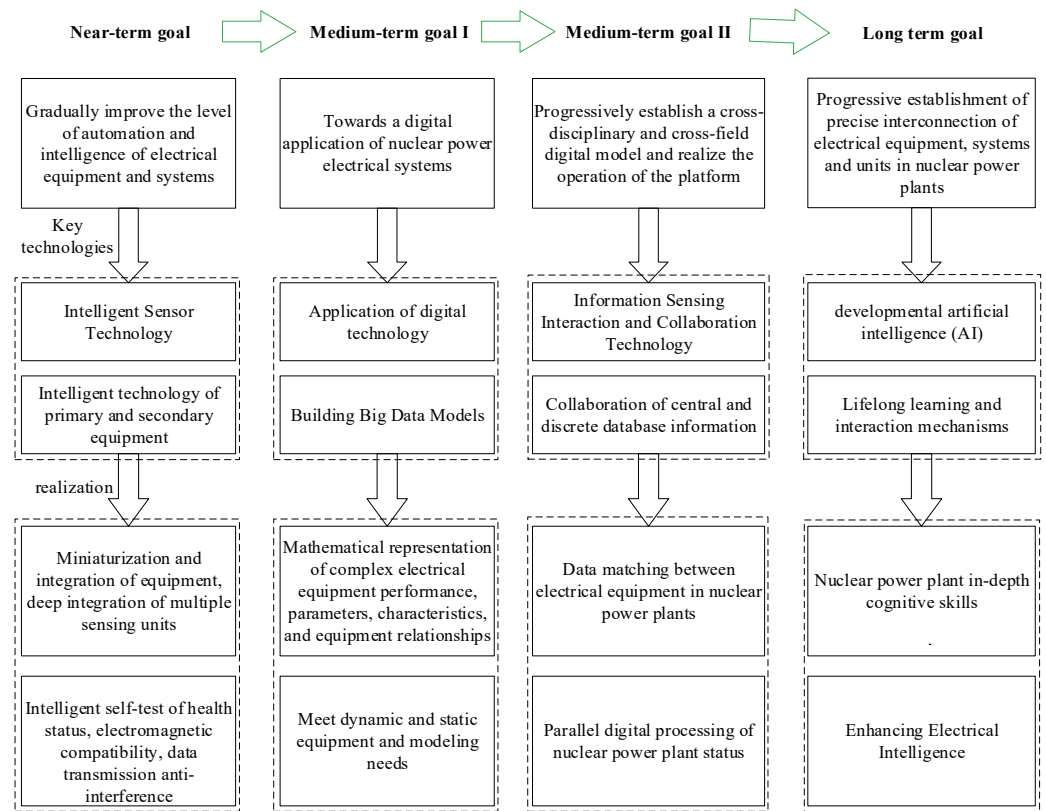 Near-term goal
Medium-term goal I
Medium-term goal II
Long term goal
Gradually improve the level
of automation and
intelligence of electrical
equipment and systems
Towards a digital
application of nuclear power
electrical systems
Progressively establish a cross-
disciplinary and cross-field
digital model and realize the
operation of the platform
Progressive establishment of
precise interconnection of
electrical equipment, systems
and units in nuclear power
plants
Key
technologies
Intelligent Sensor
Technology
Application of digital
technology
Information Sensing
Interaction and Collaboration
Technology
developmental artificial
intelligence (AI)
Intelligent technology of
primary and secondary
equipment
Building Big Data Models
Collaboration of central and
discrete database information
Lifelong learning and
interaction mechanisms
realization
Miniaturization and
integration of equipment,
deep integration of multiple
sensing units
Mathematical representation
of complex electrical
equipment performance,
parameters, characteristics,
and equipment relationships
Data matching between
electrical equipment in nuclear
power plants
Nuclear power plant in-depth
cognitive skills
.
Intelligent self-test of health
status, electromagnetic
compatibility, data
transmission anti-
interference
Meet dynamic and static
equipment and modeling
needs
Parallel digital processing of
nuclear power plant status
Enhancing Electrical
Intelligence